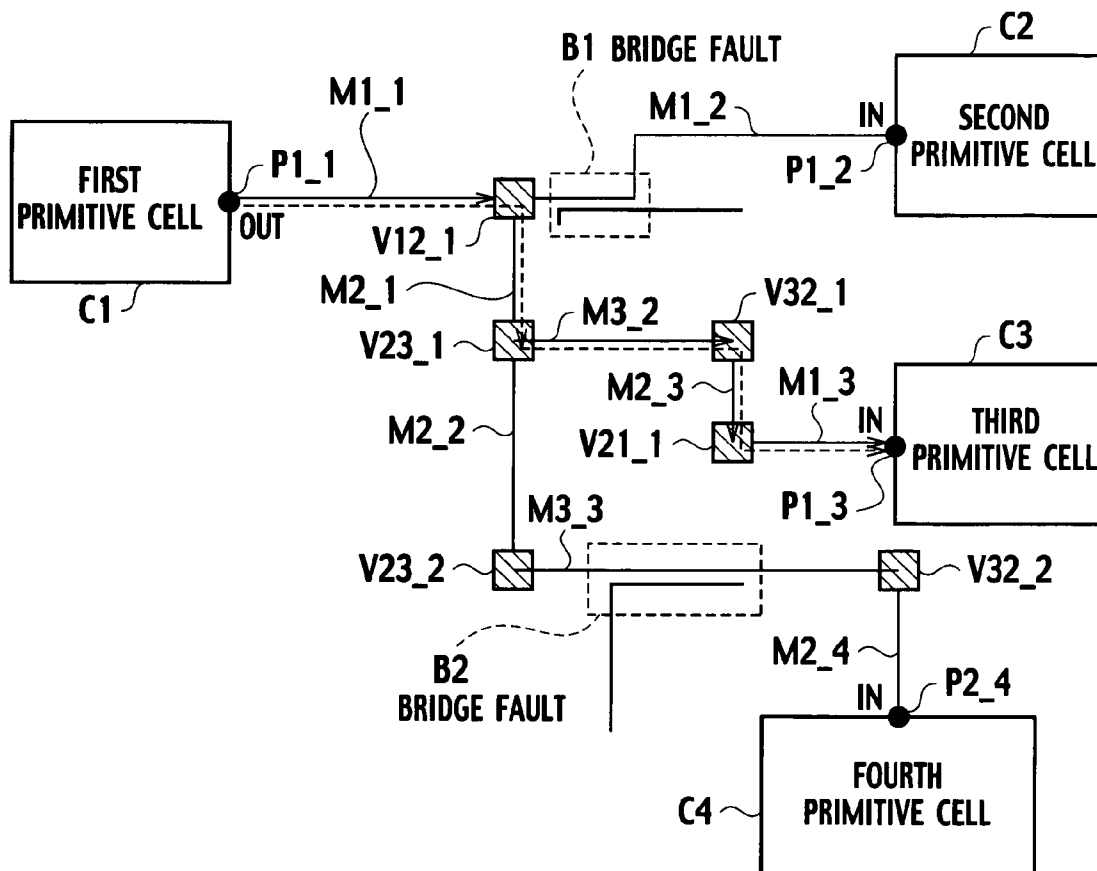 C2
B1 BRIDGE FAULT
M1_1
M1_2
IN
SECOND
PRIMITIVE CELL
P1_2
FIRST
PRIMITIVE CELL
P1_1
OUT
V12_1
C1
M2_1
M3_2
V32_1
V23_1
C3
M2_3
M1_3
IN
THIRD
PRIMITIVE CELL
M2_2
V21_1
P1_3
M3_3
V23_2
V32_2
B2
BRIDGE FAULT
M2_4
IN
P2_4
FOURTH
PRIMITIVE CELL
C4